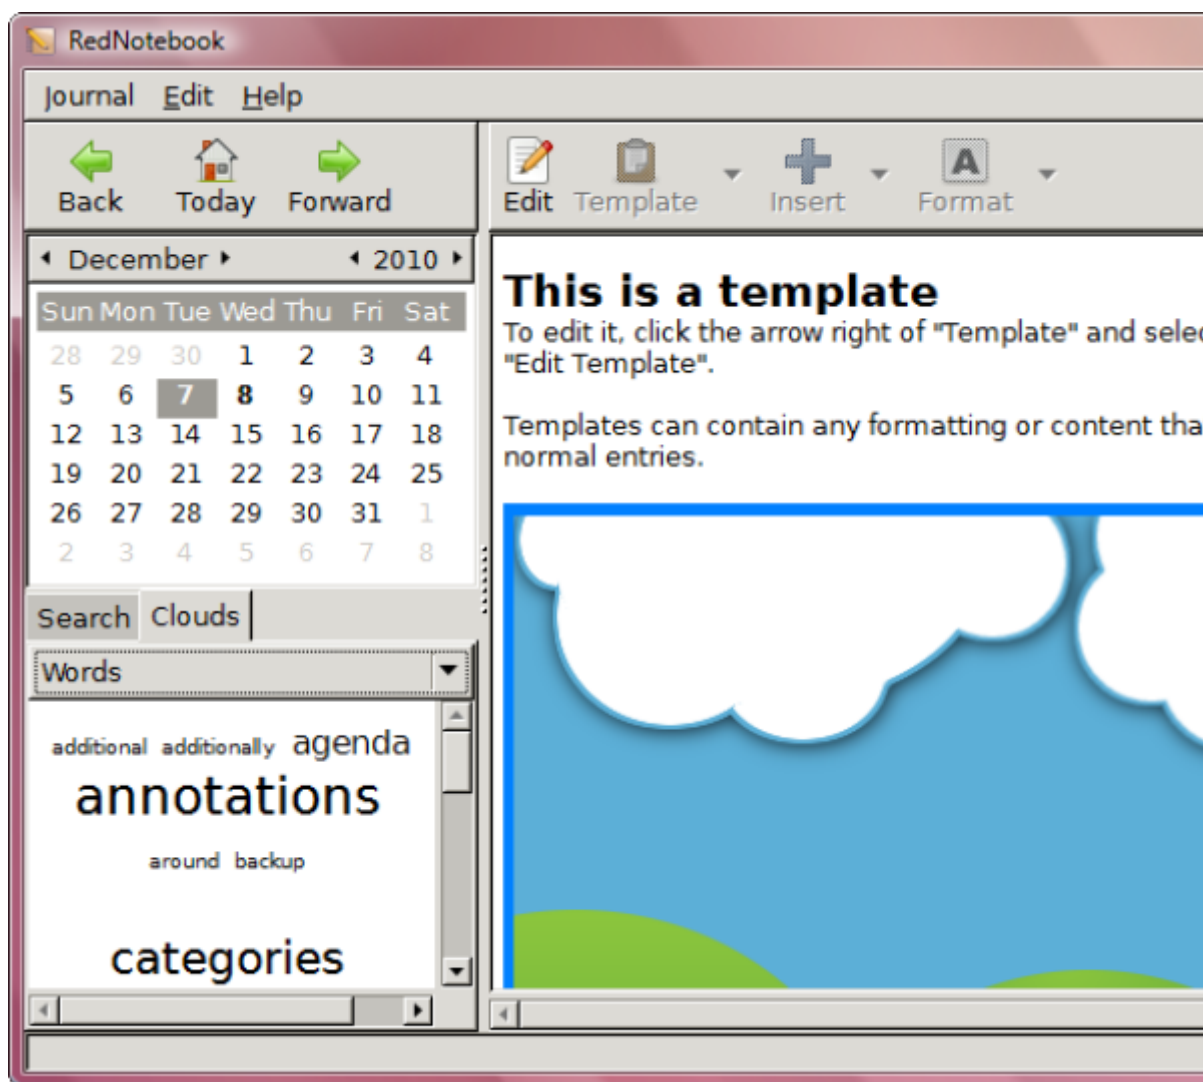 RedNotebook
Journal Edit Help
Back Today Forward
Edit Template Insert Format
December 2010
Sun Mon Tue Wed Thu Fri Sat
28 29 30 1 2 3 4
5 6 7 8 9 10 11
12 13 14 15 16 17 18
19 20 21 22 23 24 25
26 27 28 29 30 31 1
2 3 4 5 6 7 8
Search Clouds
Words
additional additionally agenda
annotations
around backup
categories
This is a template
To edit it, click the arrow right of "Template" and
"Edit Template".
Templates can contain any formatting or content
normal entries.